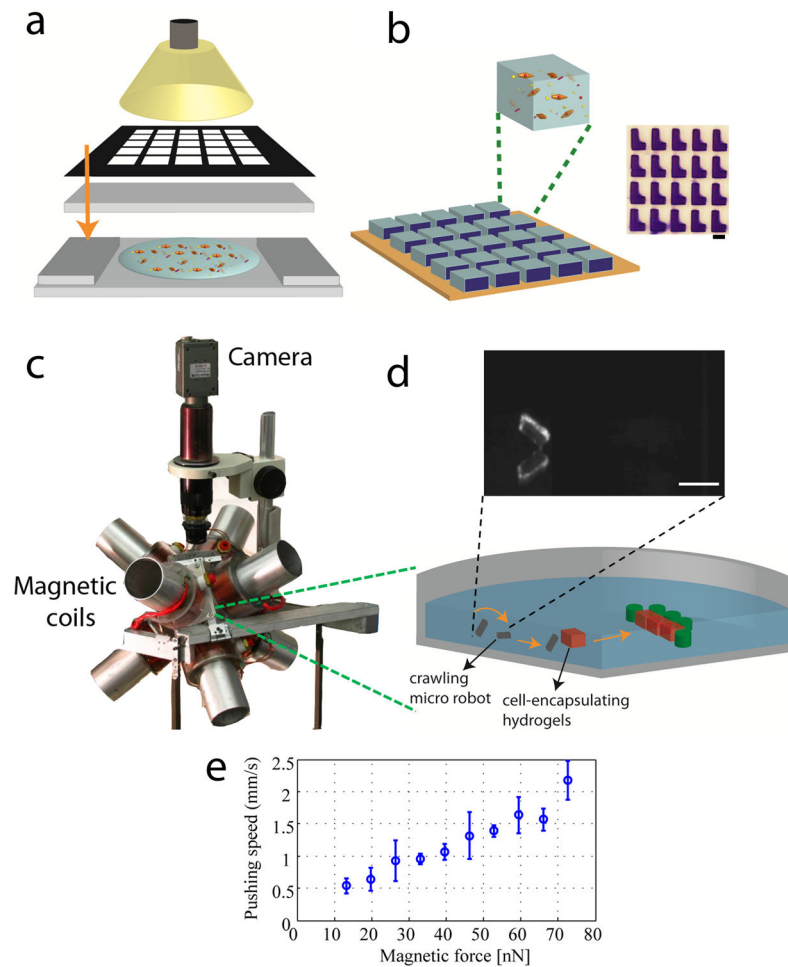 a
b
c
Camera
Magnetic
coils
d
crawling
micro robot
cell-encapsulating
hydrogels
e
Pushing speed (mm/s)
2.5
2
1.5
1
0.5
0
0 10 20 30 40 50 60 70 80
Magnetic force [nN]